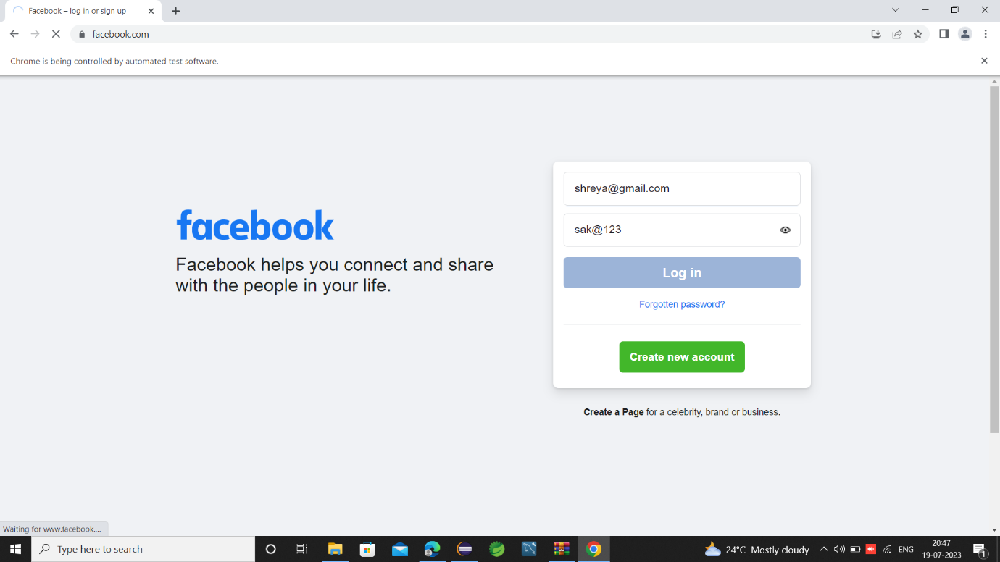 Facebook – log in or sign up
facebook.com
Chrome is being controlled by automated test software.
facebook
Facebook helps you connect and share
with the people in your life.
shreya@gmail.com
sak@123
Log in
Forgotten password?
Create new account
Create a Page for a celebrity, brand or business.
Waiting for www.facebook....
Type here to search
24°C Mostly cloudy
ENG
20:47
19-07-2023
1